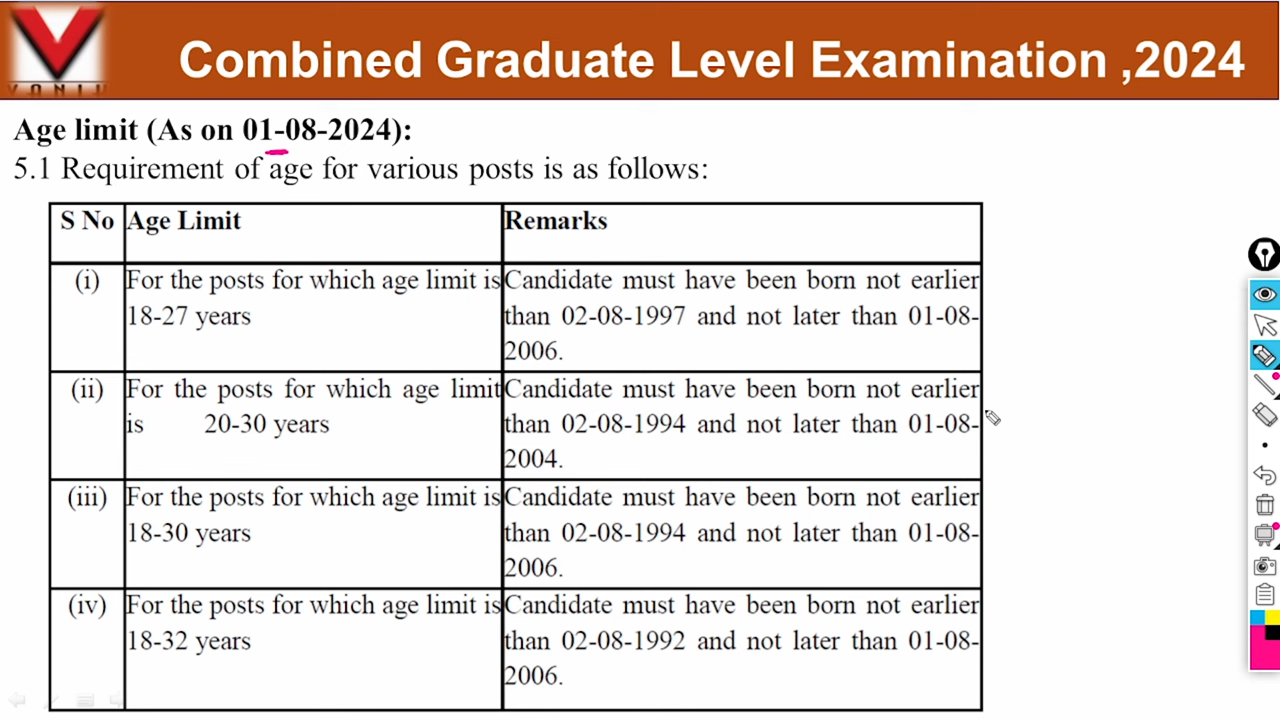 VANIJ
Combined Graduate Level Examination ,2024
Age limit (As on 01-08-2024):
5.1 Requirement of age for various posts is as follows:
S No Age Limit Remarks
(i) For the posts for which age limit is
18-27 years
Candidate must have been born not earlier
than 02-08-1997 and not later than 01-08-
2006.
(ii) For the posts for which age limit
is 20-30 years
Candidate must have been born not earlier
than 02-08-1994 and not later than 01-08-
2004.
(iii) For the posts for which age limit is
18-30 years
Candidate must have been born not earlier
than 02-08-1994 and not later than 01-08-
2006.
(iv) For the posts for which age limit is
18-32 years
Candidate must have been born not earlier
than 02-08-1992 and not later than 01-08-
2006.